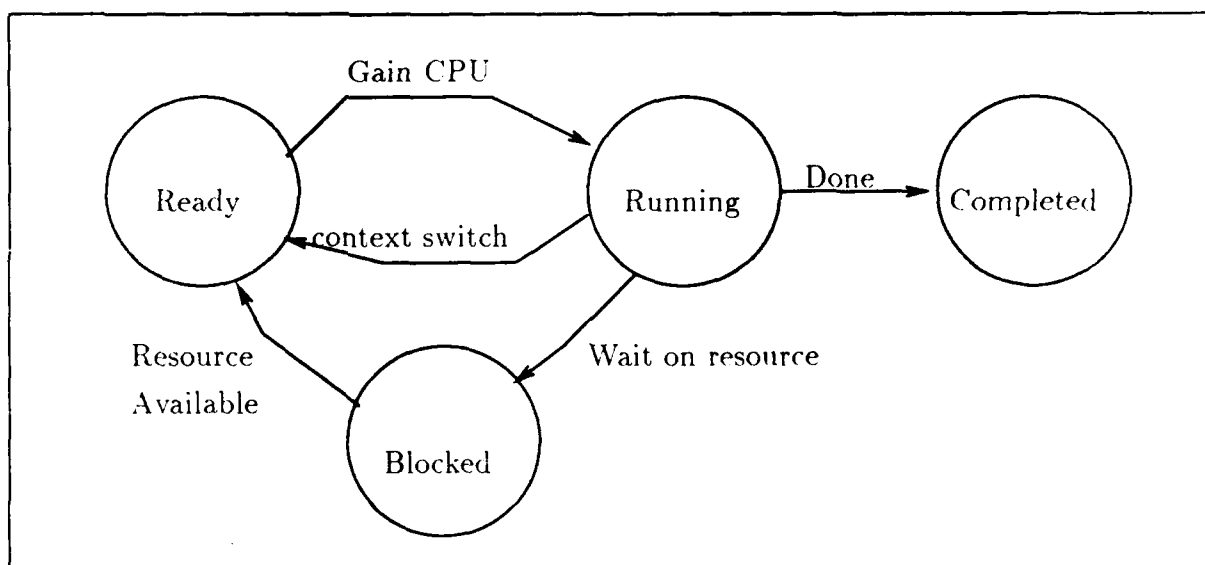 Gain CPU
Ready
Running
Done
Completed
context switch
Resource
Available
Wait on resource
Blocked